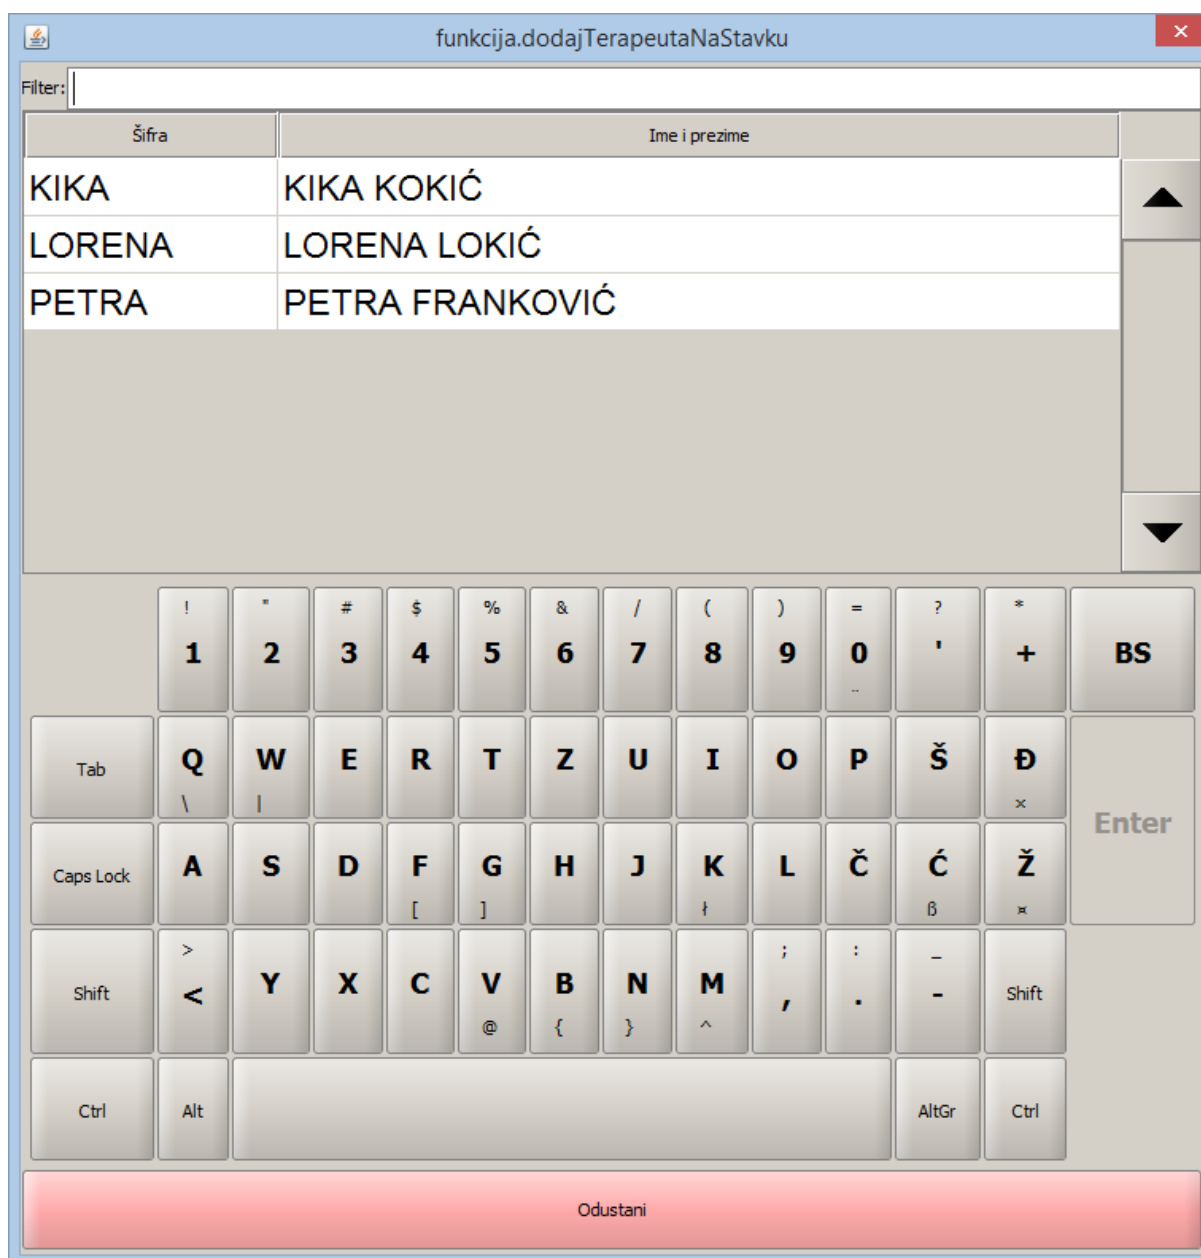 funkcija.dodajTerapeutaNaStavku
Filter:
Šifra Ime i prezime
KIKA KIKA KOKIĆ
LORENA LORENA LOKIĆ
PETRA PETRA FRANKOVIĆ
! " # $ % & / ( ) = ? *
1 2 3 4 5 6 7 8 9 0 ' + BS
¨
Tab Q W E R T Z U I O P Š Đ
\ | ×
Enter
Caps Lock A S D F G H J K L Č Ć Ž
[ ] ł ß ¤
> ; : _
Shift < Y X C V B N M , . - Shift
@ { } ^
Ctrl Alt AltGr Ctrl
Odustani